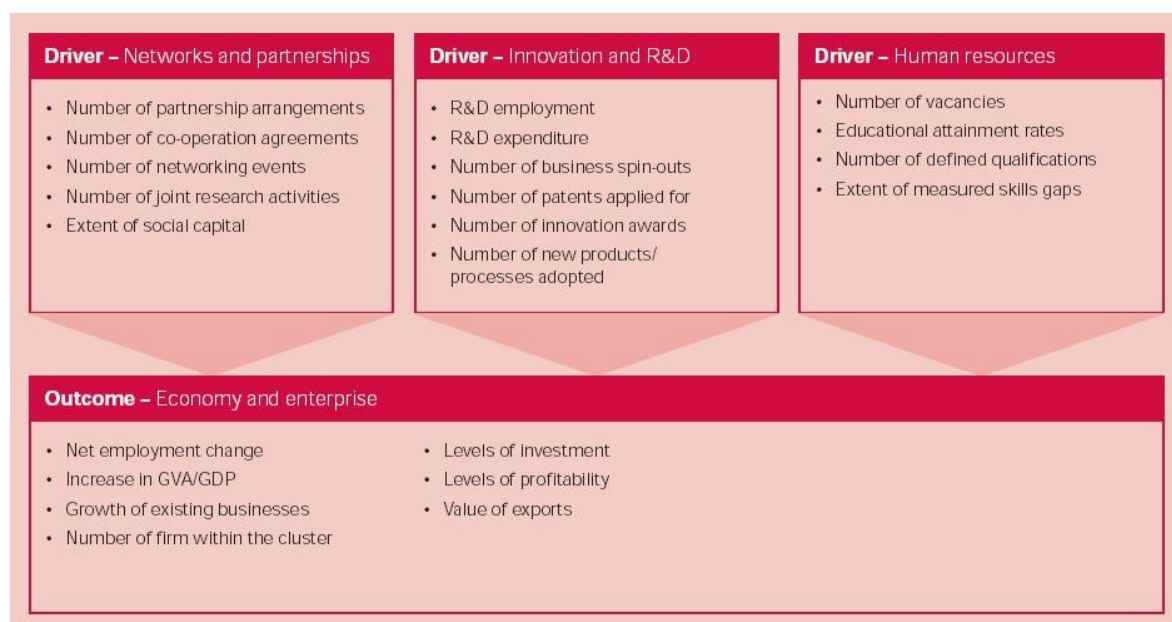 Driver – Networks and partnerships
• Number of partnership arrangements
• Number of co-operation agreements
• Number of networking events
• Number of joint research activities
• Extent of social capital
Driver – Innovation and R&D
• R&D employment
• R&D expenditure
• Number of business spin-outs
• Number of patents applied for
• Number of innovation awards
• Number of new products/
processes adopted
Driver – Human resources
• Number of vacancies
• Educational attainment rates
• Number of defined qualifications
• Extent of measured skills gaps
Outcome – Economy and enterprise
• Net employment change
• Increase in GVA/GDP
• Growth of existing businesses
• Number of firm within the cluster
• Levels of investment
• Levels of profitability
• Value of exports